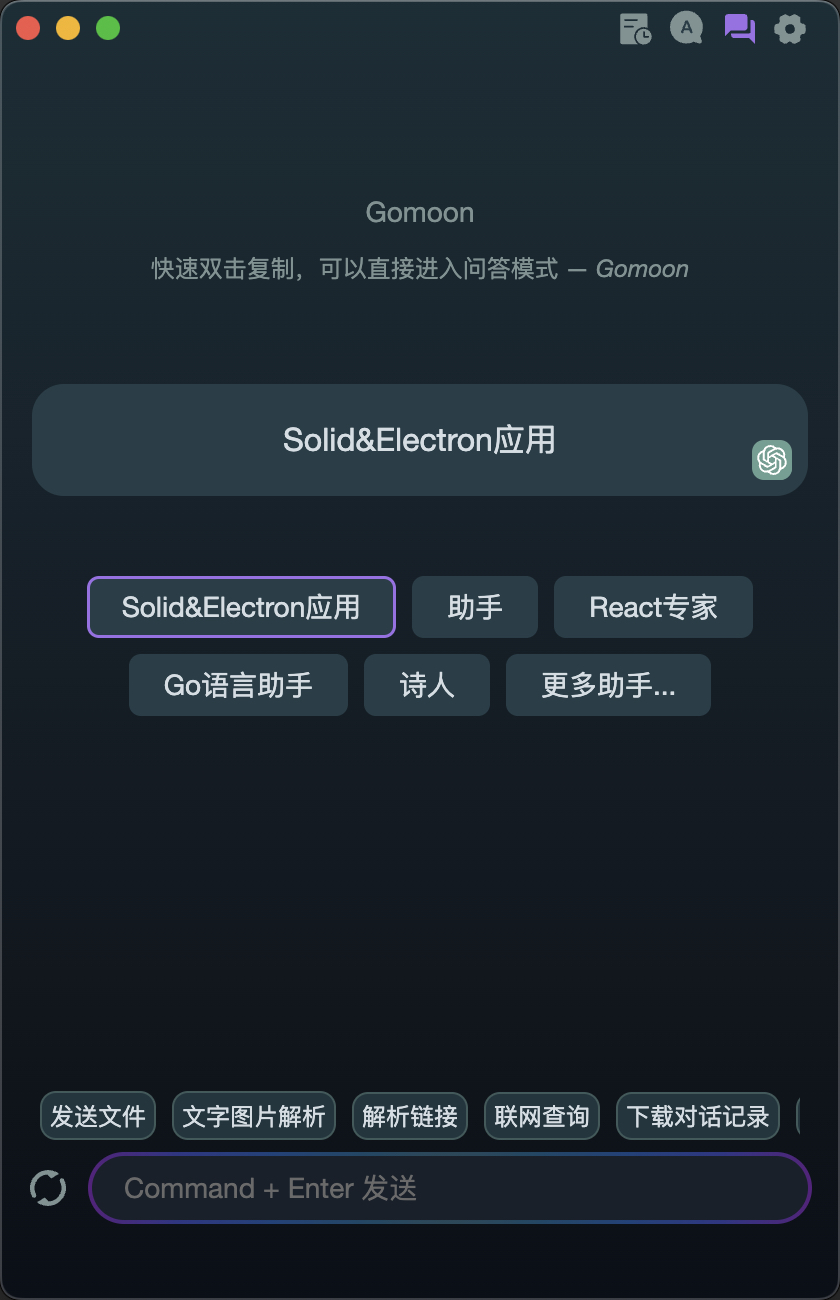 A
Gomoon
快速双击复制，可以直接进入问答模式 — Gomoon
Solid&Electron应用
Solid&Electron应用 助手 React专家
Go语言助手 诗人 更多助手...
发送文件 文字图片解析 解析链接 联网查询 下载对话记录
Command + Enter 发送